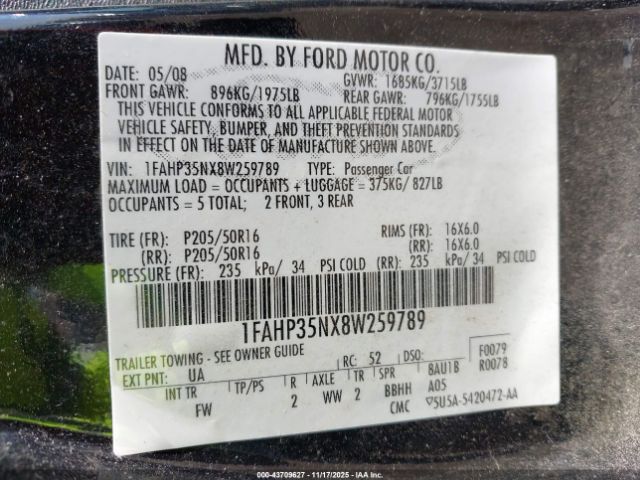 MFD. BY FORD MOTOR CO.
DATE: 05/08 GVWR: 1685KG/3715LB
FRONT GAWR: 896KG/1975LB REAR GAWR: 796KG/1755LB
THIS VEHICLE CONFORMS TO ALL APPLICABLE FEDERAL MOTOR
VEHICLE SAFETY, BUMPER, AND THEFT PREVENTION STANDARDS
IN EFFECT ON THE DATE OF MANUFACTURE SHOWN ABOVE.
VIN: 1FAHP35NX8W259789 TYPE: Passenger Car
MAXIMUM LOAD = OCCUPANTS + LUGGAGE = 375KG/ 827LB
OCCUPANTS = 5 TOTAL; 2 FRONT, 3 REAR
TIRE (FR): P205/50R16 RIMS (FR): 16X6.0
(RR): P205/50R16 (RR): 16X6.0
PRESSURE (FR): 235 kPa/ 34 PSI COLD (RR): 235 kPa/ 34 PSI COLD
1FAHP35NX8W259789
TRAILER TOWING - SEE OWNER GUIDE RC: 52 DSO: F0079
EXT PNT: UA R0078
INT TR TP/PS R AXLE TR SPR BAU1B
FW 2 WW 2 BBHH A05
CMC ▽5U5A-5420472-AA
000-43709627 - 11/17/2025 - IAA Inc.